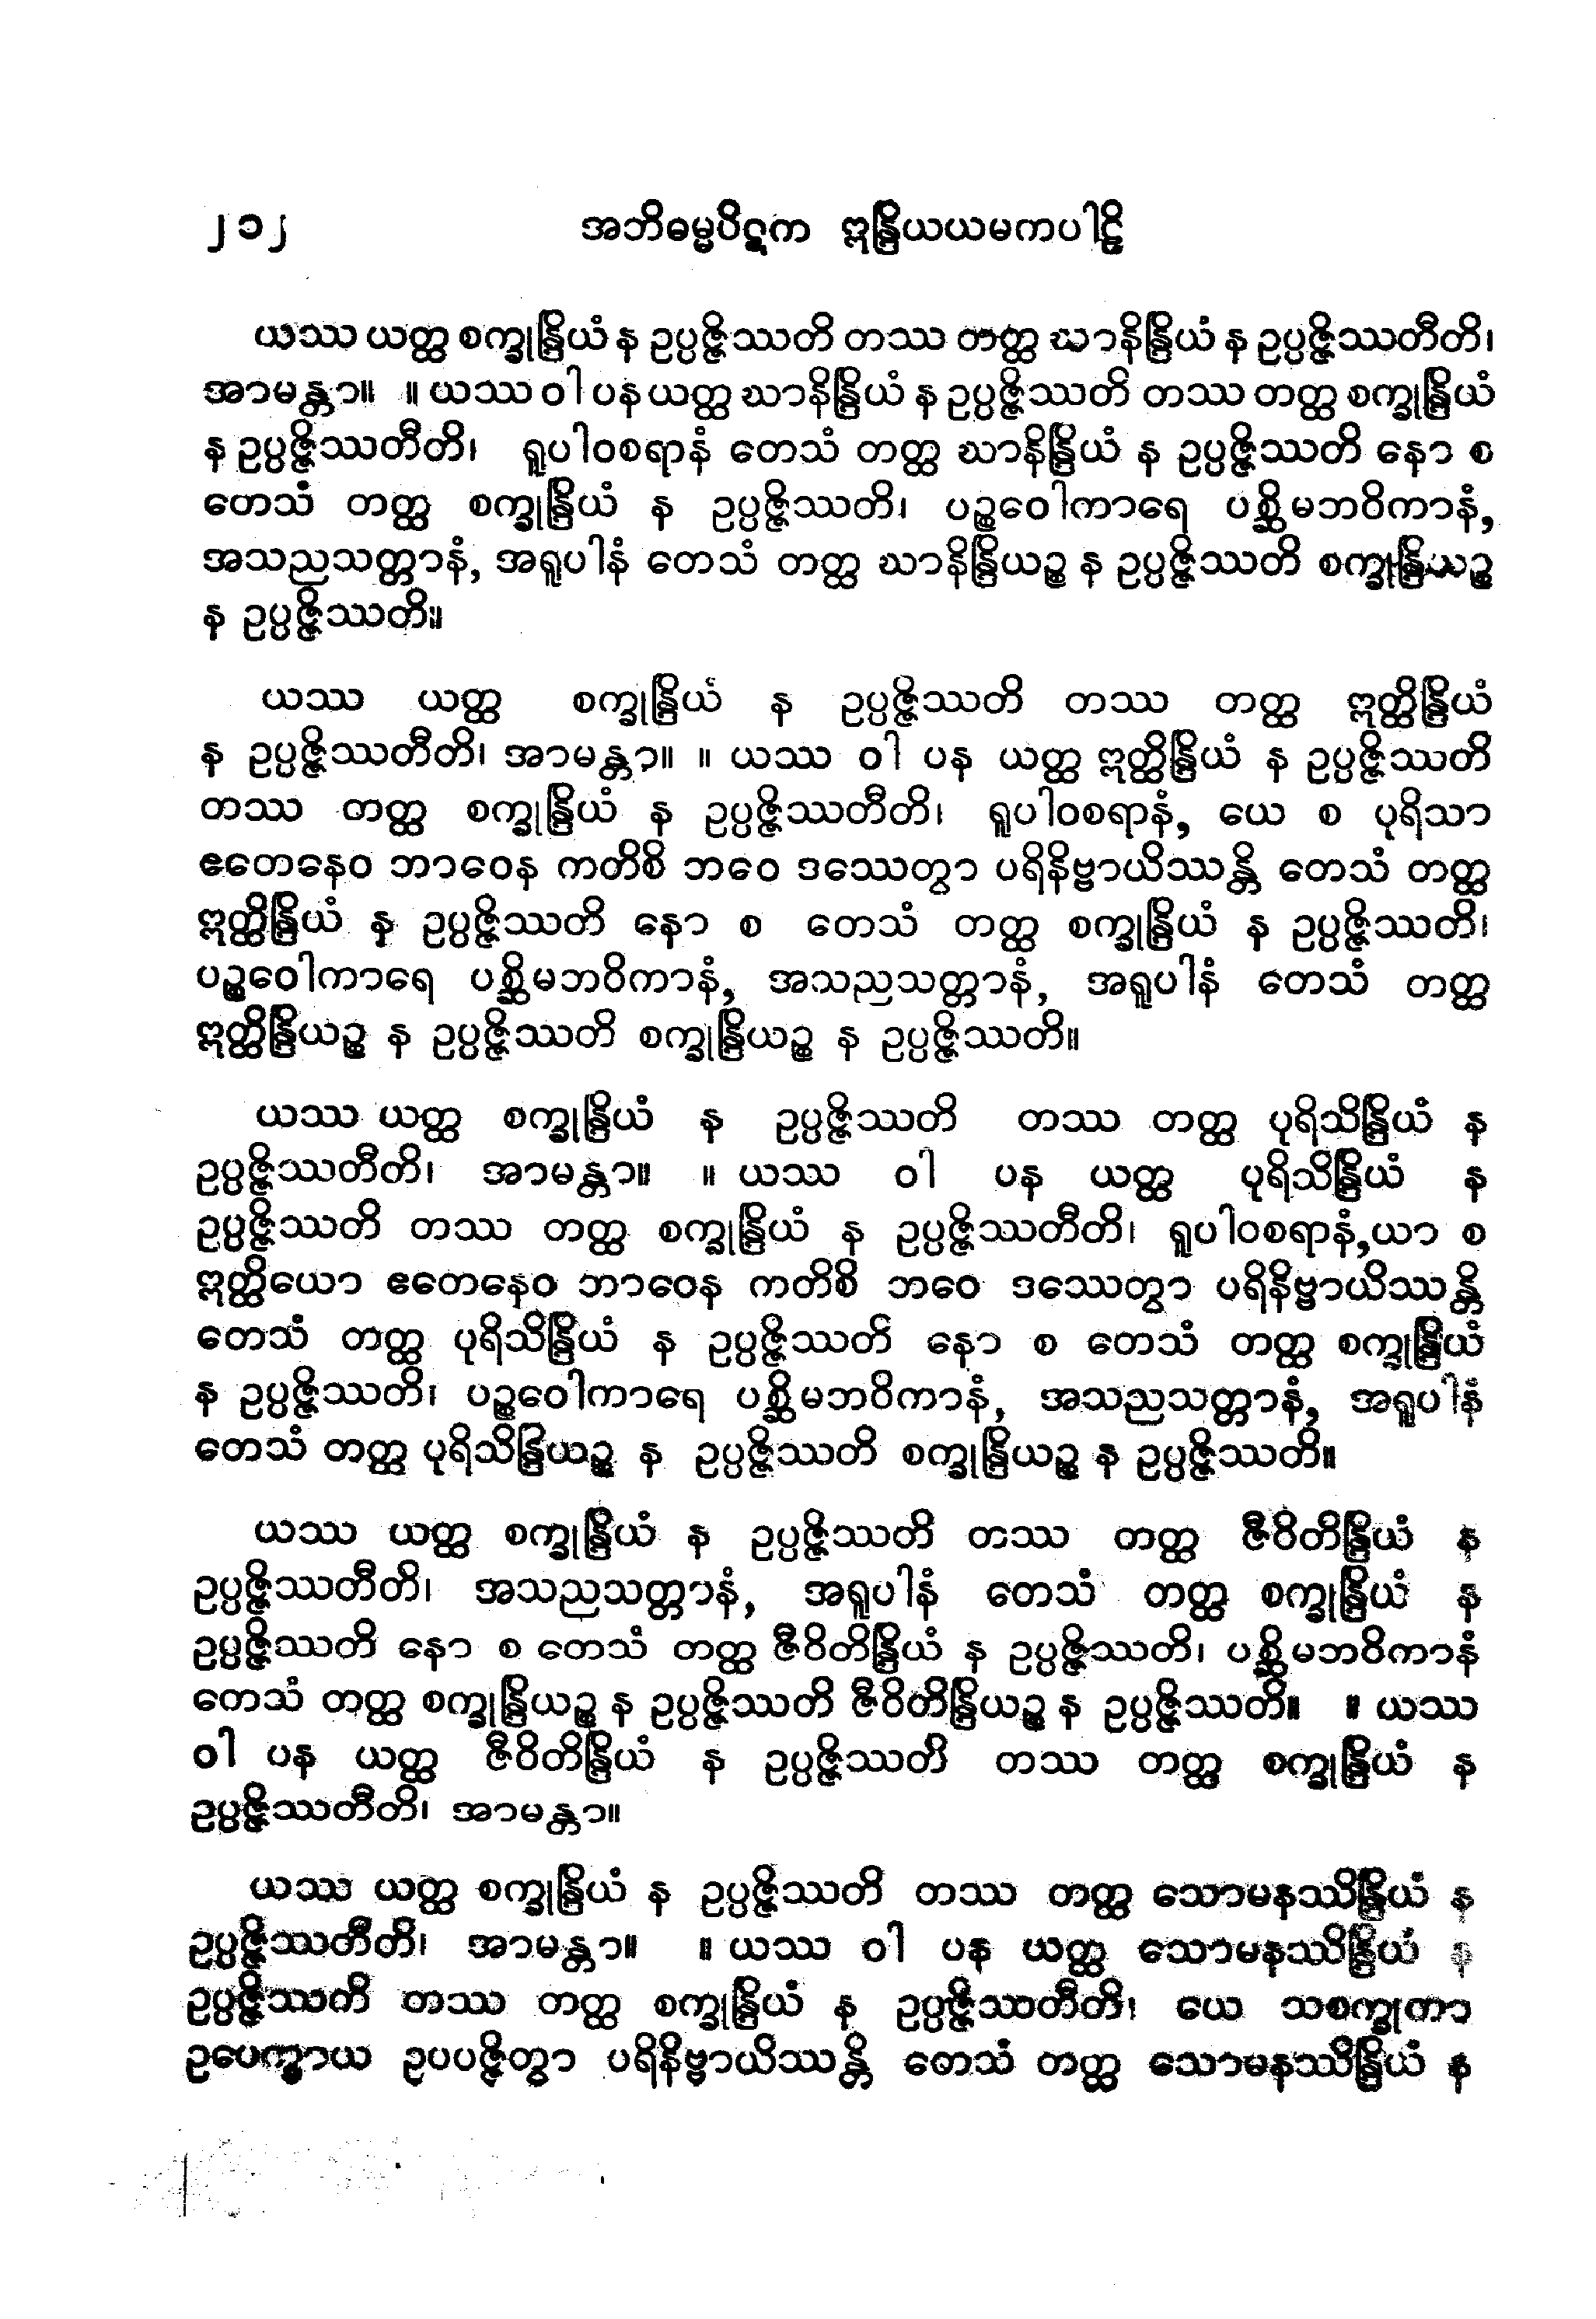 ၂၁၂ အဘိဓမ္မပိဋက ဣန္ဒြိယယမကပါဠိ
ယဿ ယတ္ထ စက္ခုန္ဒြိယံ န ဥပ္ပဇ္ဇိဿတိ တဿ တတ္ထ ဃာနိန္ဒြိယံ န ဥပ္ပဇ္ဇိဿတီတိ၊
အာမန္တာ။ ။ ယဿ ဝါ ပန ယတ္ထ ဃာနိန္ဒြိယံ န ဥပ္ပဇ္ဇိဿတိ တဿ တတ္ထ စက္ခုန္ဒြိယံ
န ဥပ္ပဇ္ဇိဿတီတိ၊ ရူပါဝစရာနံ တေသံ တတ္ထ ဃာနိန္ဒြိယံ န ဥပ္ပဇ္ဇိဿတိ နော စ
တေသံ တတ္ထ စက္ခုန္ဒြိယံ န ဥပ္ပဇ္ဇိဿတိ၊ ပဉ္စဝေါကာရေ ပစ္ဆိမဘဝိကာနံ,
အသညသတ္တာနံ, အရူပါနံ တေသံ တတ္ထ ဃာနိန္ဒြိယဉ္စ န ဥပ္ပဇ္ဇိဿတိ စက္ခုန္ဒြိယဉ္စ
န ဥပ္ပဇ္ဇိဿတိ။
ယဿ ယတ္ထ စက္ခုန္ဒြိယံ န ဥပ္ပဇ္ဇိဿတိ တဿ တတ္ထ ဣတ္ထိန္ဒြိယံ
န ဥပ္ပဇ္ဇိဿတီတိ၊ အာမန္တာ။ ။ ယဿ ဝါ ပန ယတ္ထ ဣတ္ထိန္ဒြိယံ န ဥပ္ပဇ္ဇိဿတိ
တဿ တတ္ထ စက္ခုန္ဒြိယံ န ဥပ္ပဇ္ဇိဿတီတိ၊ ရူပါဝစရာနံ, ယေ စ ပုရိသာ
ဧတေနေဝ ဘာဝေန ကတိစိ ဘဝေ ဒဿေတွာ ပရိနိဗ္ဗာယိဿန္တိ တေသံ တတ္ထ
ဣတ္ထိန္ဒြိယံ န ဥပ္ပဇ္ဇိဿတိ နော စ တေသံ တတ္ထ စက္ခုန္ဒြိယံ န ဥပ္ပဇ္ဇိဿတိ၊
ပဉ္စဝေါကာရေ ပစ္ဆိမဘဝိကာနံ, အသညသတ္တာနံ, အရူပါနံ တေသံ တတ္ထ
ဣတ္ထိန္ဒြိယဉ္စ န ဥပ္ပဇ္ဇိဿတိ စက္ခုန္ဒြိယဉ္စ န ဥပ္ပဇ္ဇိဿတိ။
ယဿ ယတ္ထ စက္ခုန္ဒြိယံ န ဥပ္ပဇ္ဇိဿတိ တဿ တတ္ထ ပုရိသိန္ဒြိယံ န
ဥပ္ပဇ္ဇိဿတီတိ၊ အာမန္တာ။ ။ ယဿ ဝါ ပန ယတ္ထ ပုရိသိန္ဒြိယံ န
ဥပ္ပဇ္ဇိဿတိ တဿ တတ္ထ စက္ခုန္ဒြိယံ န ဥပ္ပဇ္ဇိဿတီတိ၊ ရူပါဝစရာနံ,ယာ စ
ဣတ္ထိယော ဧတေနေဝ ဘာဝေန ကတိစိ ဘဝေ ဒဿေတွာ ပရိနိဗ္ဗာယိဿန္တိ
တေသံ တတ္ထ ပုရိသိန္ဒြိယံ န ဥပ္ပဇ္ဇိဿတိ နော စ တေသံ တတ္ထ စက္ခုန္ဒြိယံ
န ဥပ္ပဇ္ဇိဿတိ၊ ပဉ္စဝေါကာရေ ပစ္ဆိမဘဝိကာနံ, အသညသတ္တာနံ, အရူပါနံ
တေသံ တတ္ထ ပုရိသိန္ဒြိယဉ္စ န ဥပ္ပဇ္ဇိဿတိ စက္ခုန္ဒြိယဉ္စ န ဥပ္ပဇ္ဇိဿတိ။
ယဿ ယတ္ထ စက္ခုန္ဒြိယံ န ဥပ္ပဇ္ဇိဿတိ တဿ တတ္ထ ဇီဝိတိန္ဒြိယံ န
ဥပ္ပဇ္ဇိဿတီတိ၊ အသညသတ္တာနံ, အရူပါနံ တေသံ တတ္ထ စက္ခုန္ဒြိယံ န
ဥပ္ပဇ္ဇိဿတိ နော စ တေသံ တတ္ထ ဇီဝိတိန္ဒြိယံ န ဥပ္ပဇ္ဇိဿတိ၊ ပစ္ဆိမဘဝိကာနံ
တေသံ တတ္ထ စက္ခုန္ဒြိယဉ္စ န ဥပ္ပဇ္ဇိဿတိ ဇီဝိတိန္ဒြိယဉ္စ န ဥပ္ပဇ္ဇိဿတိ။ ။ ယဿ
ဝါ ပန ယတ္ထ ဇီဝိတိန္ဒြိယံ န ဥပ္ပဇ္ဇိဿတိ တဿ တတ္ထ စက္ခုန္ဒြိယံ န
ဥပ္ပဇ္ဇိဿတီတိ၊ အာမန္တာ။
ယဿ ယတ္ထ စက္ခုန္ဒြိယံ န ဥပ္ပဇ္ဇိဿတိ တဿ တတ္ထ သောမနဿိန္ဒြိယံ န
ဥပ္ပဇ္ဇိဿတီတိ၊ အာမန္တာ။ ။ ယဿ ဝါ ပန ယတ္ထ သောမနဿိန္ဒြိယံ န
ဥပ္ပဇ္ဇိဿတိ တဿ တတ္ထ စက္ခုန္ဒြိယံ န ဥပ္ပဇ္ဇိဿတီတိ၊ ယေ သစက္ခုကာ
ဥပေက္ခာယ ဥပပဇ္ဇိတွာ ပရိနိဗ္ဗာယိဿန္တိ တေသံ တတ္ထ သောမနဿိန္ဒြိယံ န